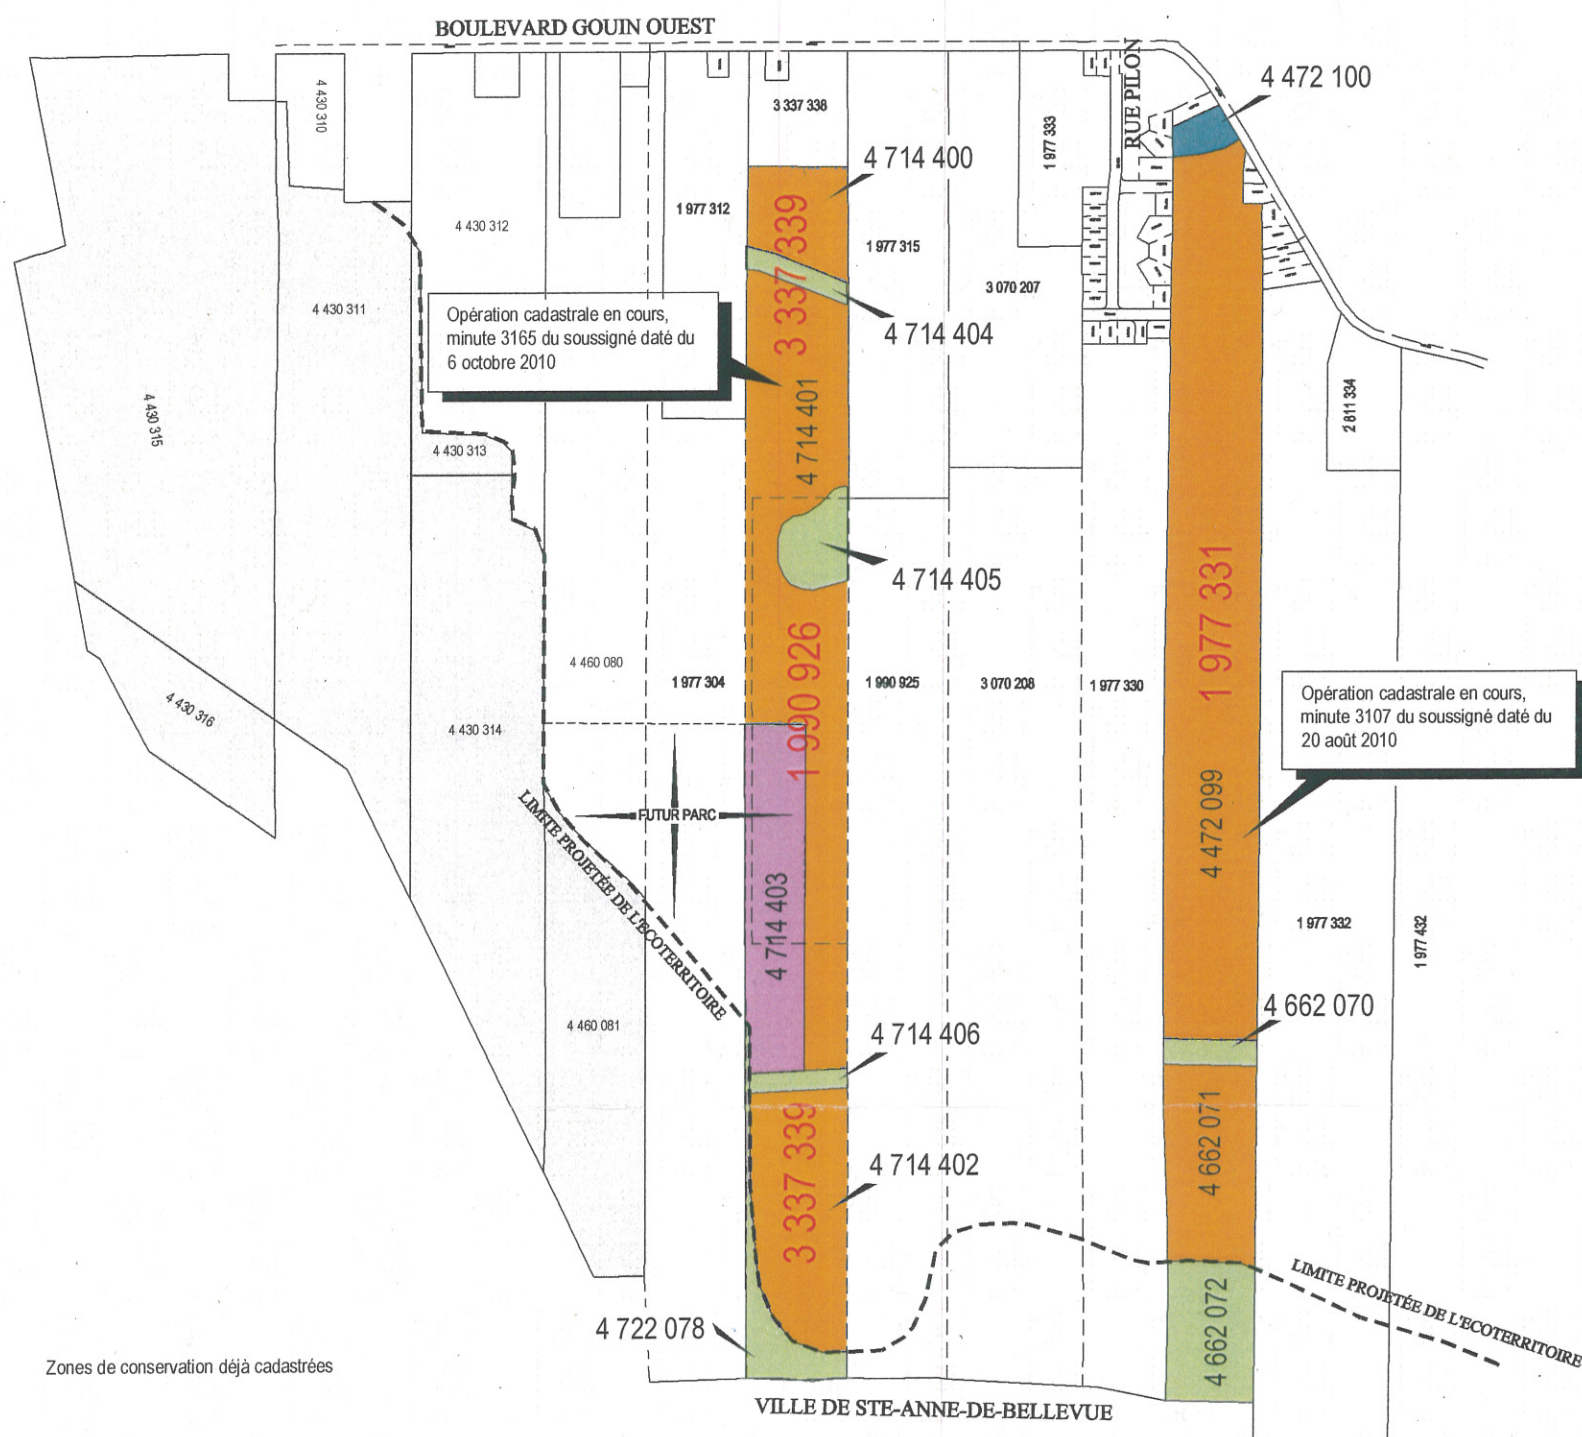 BOULEVARD GOUIN OUEST
4 430 310
3 337 338
1 977 333
RUE PILON
4 472 100
4 714 400
1 977 312
4 430 312
1 977 315
3 337 339
3 070 207
4 430 311
Opération cadastrale en cours,
minute 3165 du soussigné daté du
6 octobre 2010
4 714 404
4 714 401
4 430 315
4 430 313
2 811 334
4 714 405
1 977 331
4 460 080
1 977 304
1 990 926
1 990 925
3 070 208
1 977 330
4 430 316
4 430 314
Opération cadastrale en cours,
minute 3107 du soussigné daté du
20 août 2010
FUTUR PARC
4 472 099
LIMITE PROJETÉE DE L'ECOTERRITOIRE
4 714 403
1 977 332
1 977 432
4 460 081
4 714 406
4 662 070
3 337 339
4 714 402
4 662 071
LIMITE PROJETÉE DE L'ECOTERRITOIRE
4 722 078
4 662 072
Zones de conservation déjà cadastrées
VILLE DE STE-ANNE-DE-BELLEVUE